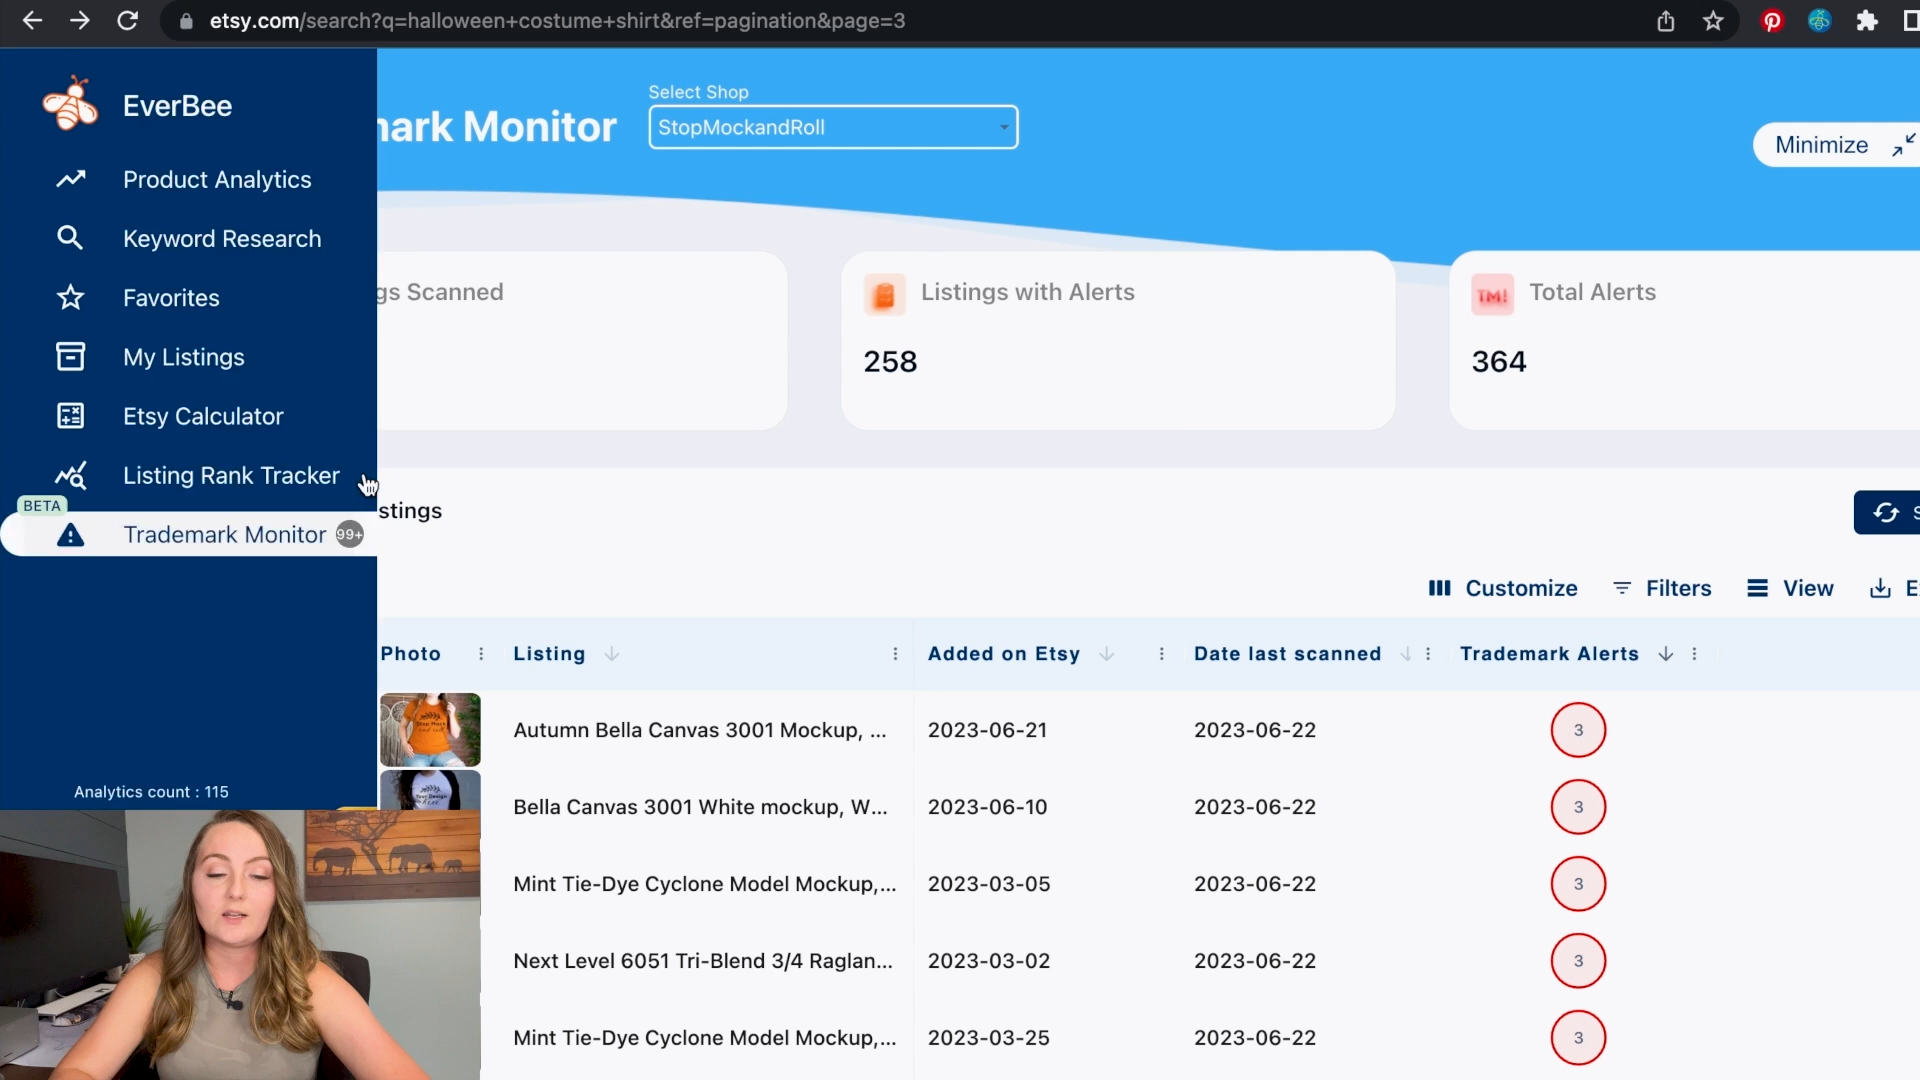 etsy.com/search?q=halloween+costume+shirt&ref=pagination&page=3
EverBee
Product Analytics
Keyword Research
Favorites
My Listings
Etsy Calculator
Listing Rank Tracker
BETA
Trademark Monitor 99+
Analytics count : 115
mark Monitor
Select Shop
StopMockandRoll
Minimize
gs Scanned
Listings with Alerts
258
TM!
Total Alerts
364
stings
S
Customize
Filters
View
Ex
Photo Listing Added on Etsy Date last scanned Trademark Alerts
Autumn Bella Canvas 3001 Mockup, ... 2023-06-21 2023-06-22 3
Bella Canvas 3001 White mockup, W... 2023-06-10 2023-06-22 3
Mint Tie-Dye Cyclone Model Mockup,... 2023-03-05 2023-06-22 3
Next Level 6051 Tri-Blend 3/4 Raglan... 2023-03-02 2023-06-22 3
Mint Tie-Dye Cyclone Model Mockup,... 2023-03-25 2023-06-22 3